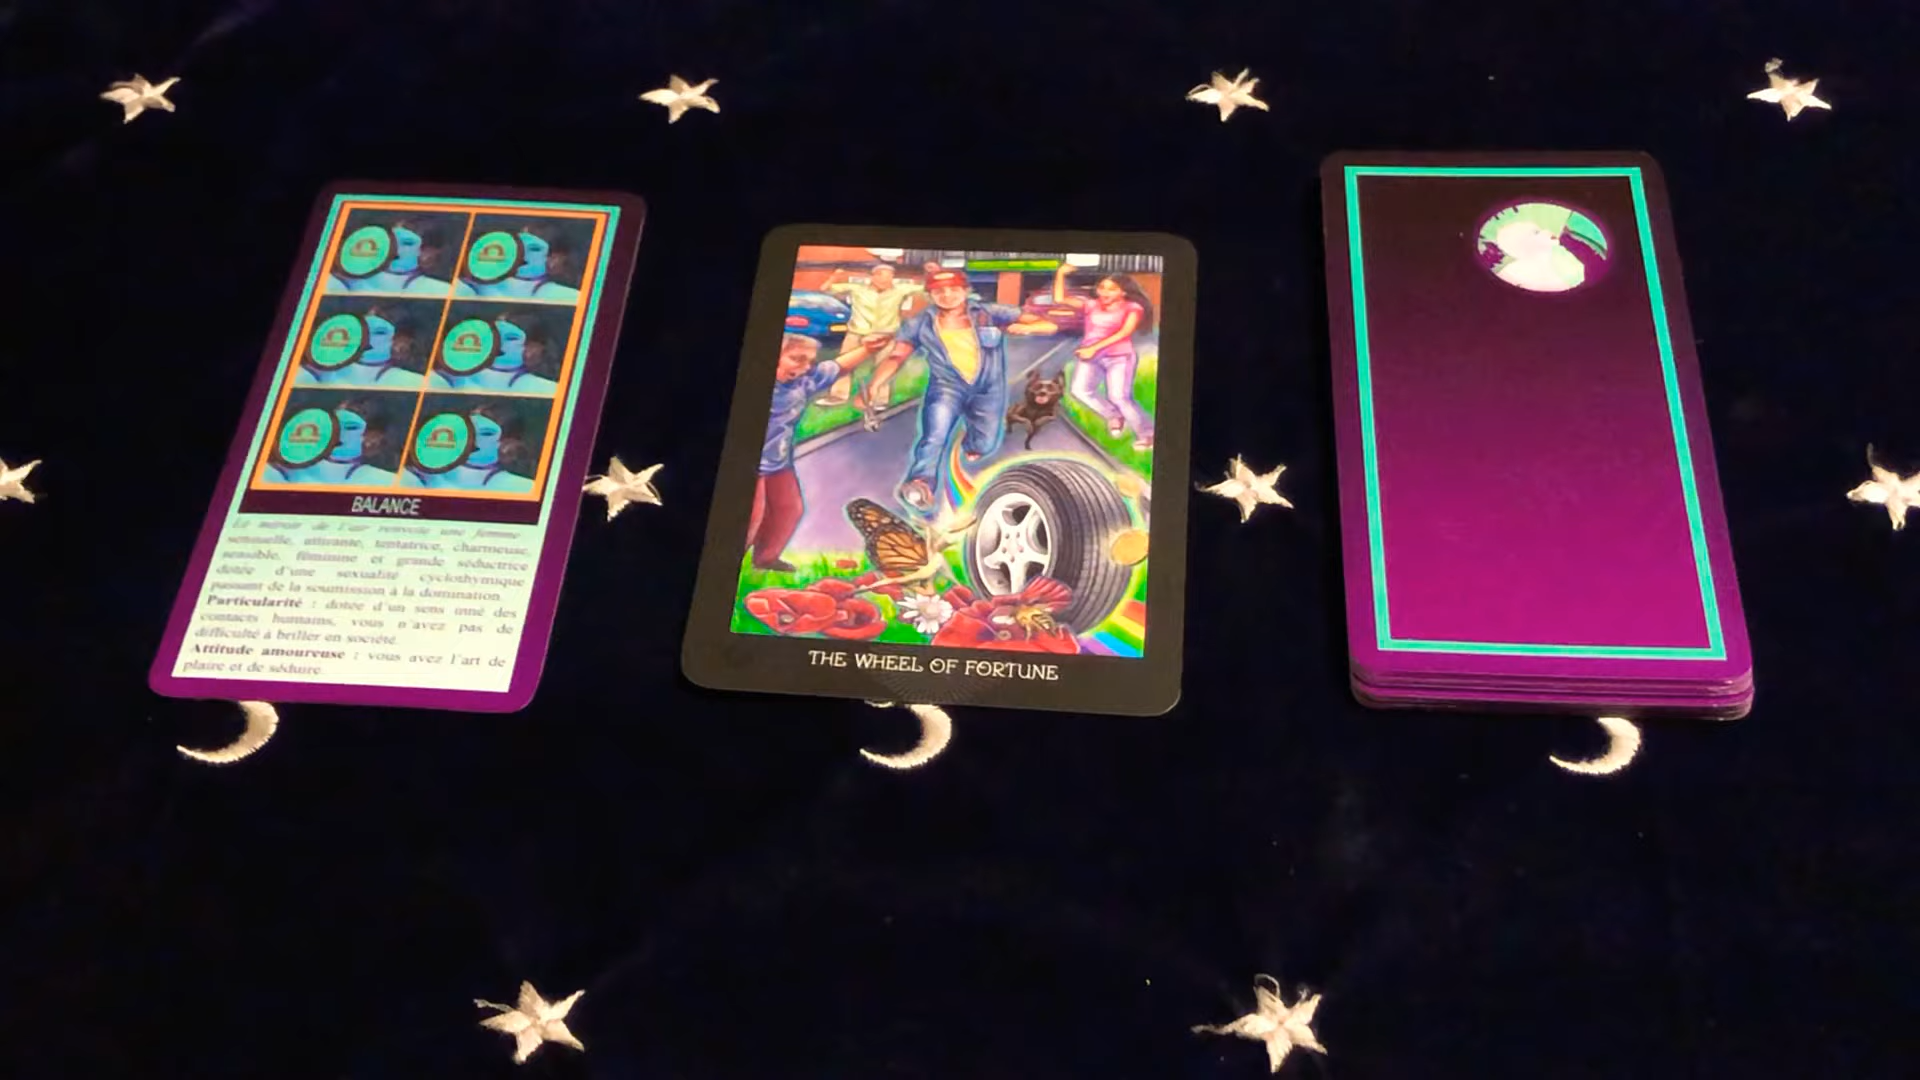 BALANCE
Le miroir de l'air renvoie une femme
sensuelle, attirante, tentatrice, charmeuse,
sensible, féminine et grande séductrice
dotée d'une sexualité cyclothymique
passant de la soumission à la domination.
Particularité : dotée d'un sens inné des
contacts humains, vous n'avez pas de
difficulté à briller en société.
Attitude amoureuse : vous avez l'art de
plaire et de séduire.
THE WHEEL OF FORTUNE